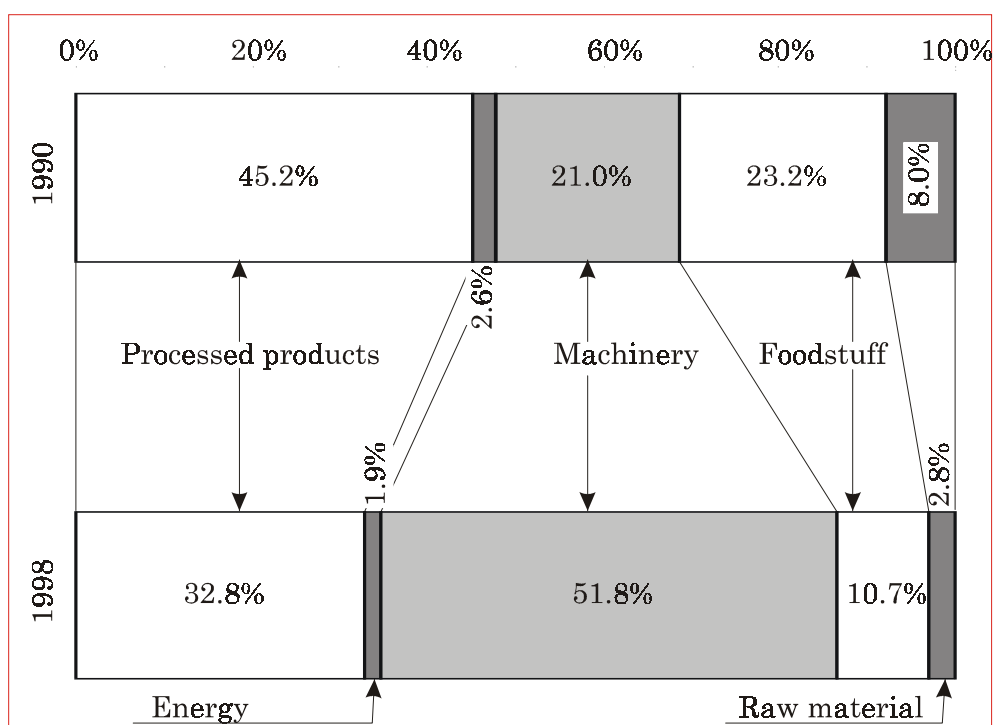 0% 20% 40% 60% 80% 100%
1990
45.2% 21.0% 23.2% 8.0%
2.6%
Processed products Machinery Foodstuff
1.9% 2.8%
1998
32.8% 51.8% 10.7%
Energy Raw material